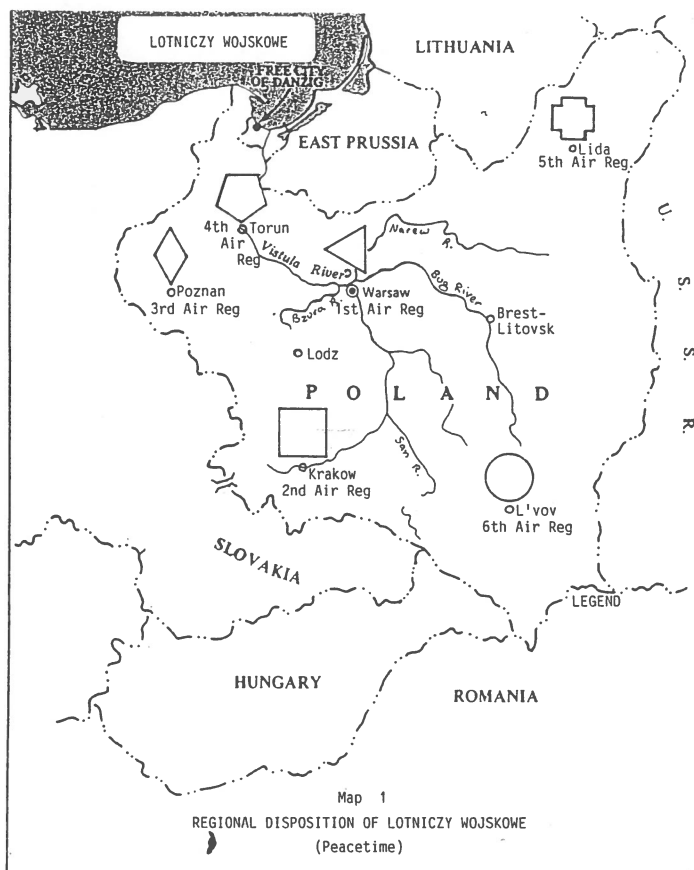 LOTNICZY WOJSKOWE
LITHUANIA
FREE CITY
OF DANZIG
EAST PRUSSIA
Lida
5th Air Reg
4th Torun
Air
Reg
Vistula River
Narew
R.
U.
S.
S.
R.
Poznan
3rd Air Reg
Bzura R.
Warsaw
1st Air Reg
Bug River
Brest-
Litovsk
Lodz
P O L A N D
San R.
Krakow
2nd Air Reg
L'vov
6th Air Reg
SLOVAKIA
LEGEND
HUNGARY
ROMANIA
Map 1
REGIONAL DISPOSITION OF LOTNICZY WOJSKOWE
(Peacetime)